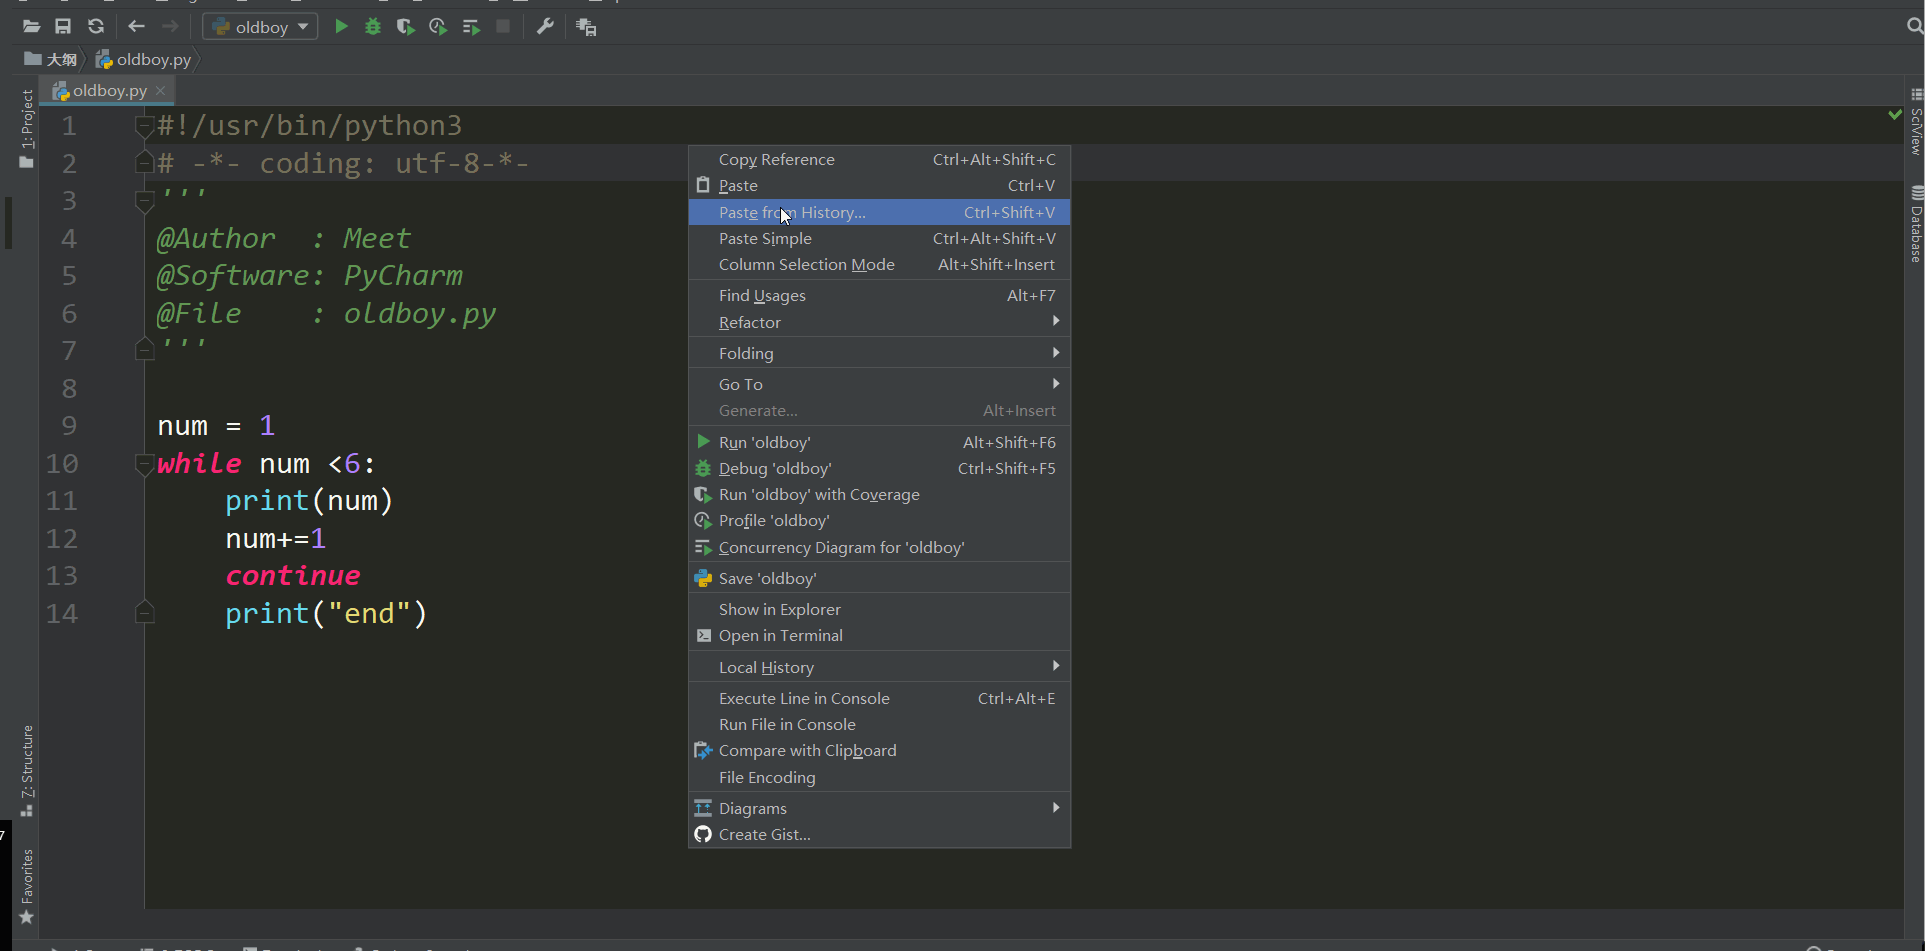 oldboy
大纲 oldboy.py
oldboy.py
1 #!/usr/bin/python3
2 # -*- coding: utf-8-*-
3 '''
4 @Author  : Meet
5 @Software: PyCharm
6 @File    : oldboy.py
7 '''
8
9 num = 1
10 while num <6:
11     print(num)
12     num+=1
13     continue
14     print("end")
Copy Reference Ctrl+Alt+Shift+C
Paste Ctrl+V
Paste from History... Ctrl+Shift+V
Paste Simple Ctrl+Alt+Shift+V
Column Selection Mode Alt+Shift+Insert
Find Usages Alt+F7
Refactor
Folding
Go To
Generate... Alt+Insert
Run 'oldboy' Alt+Shift+F6
Debug 'oldboy' Ctrl+Shift+F5
Run 'oldboy' with Coverage
Profile 'oldboy'
Concurrency Diagram for 'oldboy'
Save 'oldboy'
Show in Explorer
Open in Terminal
Local History
Execute Line in Console Ctrl+Alt+E
Run File in Console
Compare with Clipboard
File Encoding
Diagrams
Create Gist...
1: Project
7: Structure
Favorites
SciView
Database
7